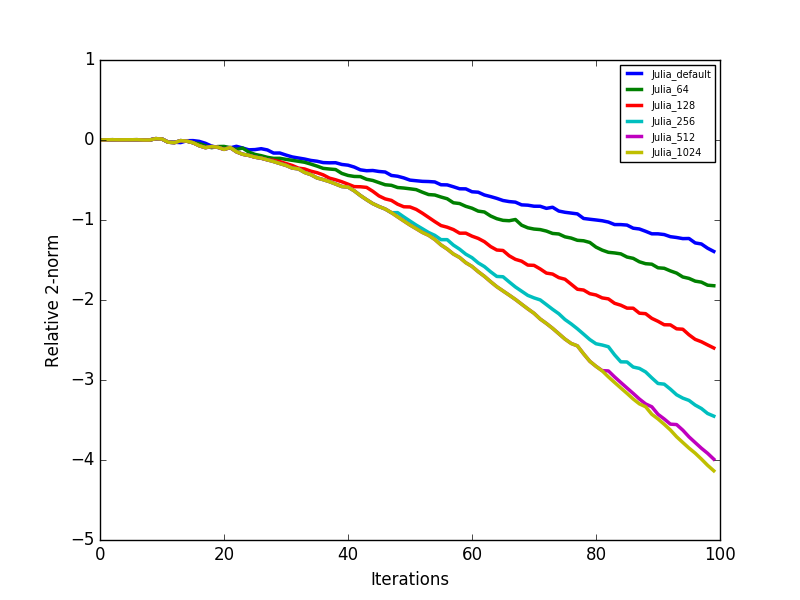 1
0
−1
−2
−3
−4
−5
0 20 40 60 80 100
Relative 2-norm
Iterations
Julia_default
Julia_64
Julia_128
Julia_256
Julia_512
Julia_1024